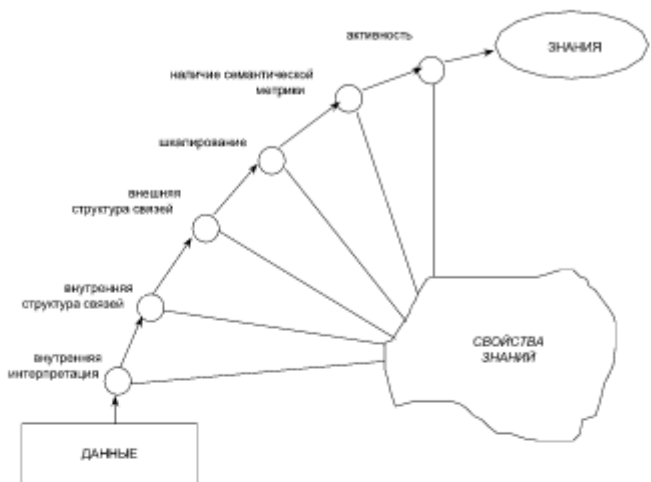 активность
ЗНАНИЯ
наличие семантической
метрики
шкалирование
внешняя
структура связей
внутренняя
структура связей
СВОЙСТВА
ЗНАНИЙ
внутренняя
интерпретация
ДАННЫЕ